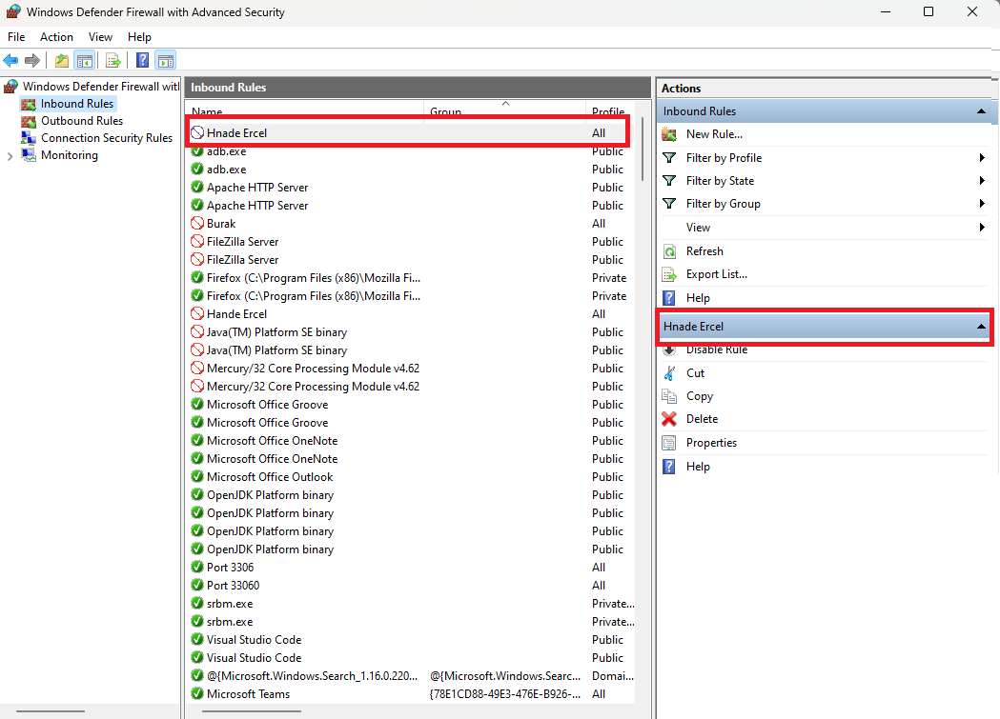 Windows Defender Firewall with Advanced Security
File Action View Help
Windows Defender Firewall with
Inbound Rules
Outbound Rules
Connection Security Rules
Monitoring
Inbound Rules
Name Group Profile
Hnade Ercel All
adb.exe Public
adb.exe Public
Apache HTTP Server Public
Apache HTTP Server Public
Burak All
FileZilla Server Public
FileZilla Server Public
Firefox (C:\Program Files (x86)\Mozilla Fi... Private
Firefox (C:\Program Files (x86)\Mozilla Fi... Private
Hande Ercel All
Java(TM) Platform SE binary Public
Java(TM) Platform SE binary Public
Mercury/32 Core Processing Module v4.62 Public
Mercury/32 Core Processing Module v4.62 Public
Microsoft Office Groove Public
Microsoft Office Groove Public
Microsoft Office OneNote Public
Microsoft Office OneNote Public
Microsoft Office Outlook Public
OpenJDK Platform binary Public
OpenJDK Platform binary Public
OpenJDK Platform binary Public
OpenJDK Platform binary Public
Port 3306 All
Port 33060 All
srbm.exe Private...
srbm.exe Private...
Visual Studio Code Public
Visual Studio Code Public
@{Microsoft.Windows.Search_1.16.0.220... @{Microsoft.Windows.Searc... Domai...
Microsoft Teams {78E1CD88-49E3-476E-B926-... All
Actions
Inbound Rules
New Rule...
Filter by Profile
Filter by State
Filter by Group
View
Refresh
Export List...
Help
Hnade Ercel
Disable Rule
Cut
Copy
Delete
Properties
Help